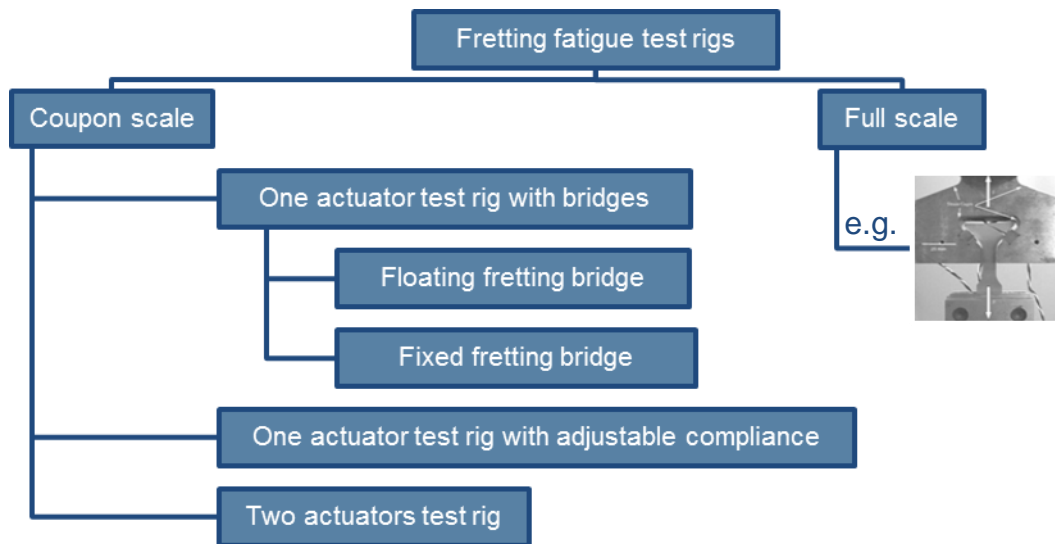 Fretting fatigue test rigs
Coupon scale
Full scale
One actuator test rig with bridges
e.g.
Floating fretting bridge
Fixed fretting bridge
One actuator test rig with adjustable compliance
Two actuators test rig